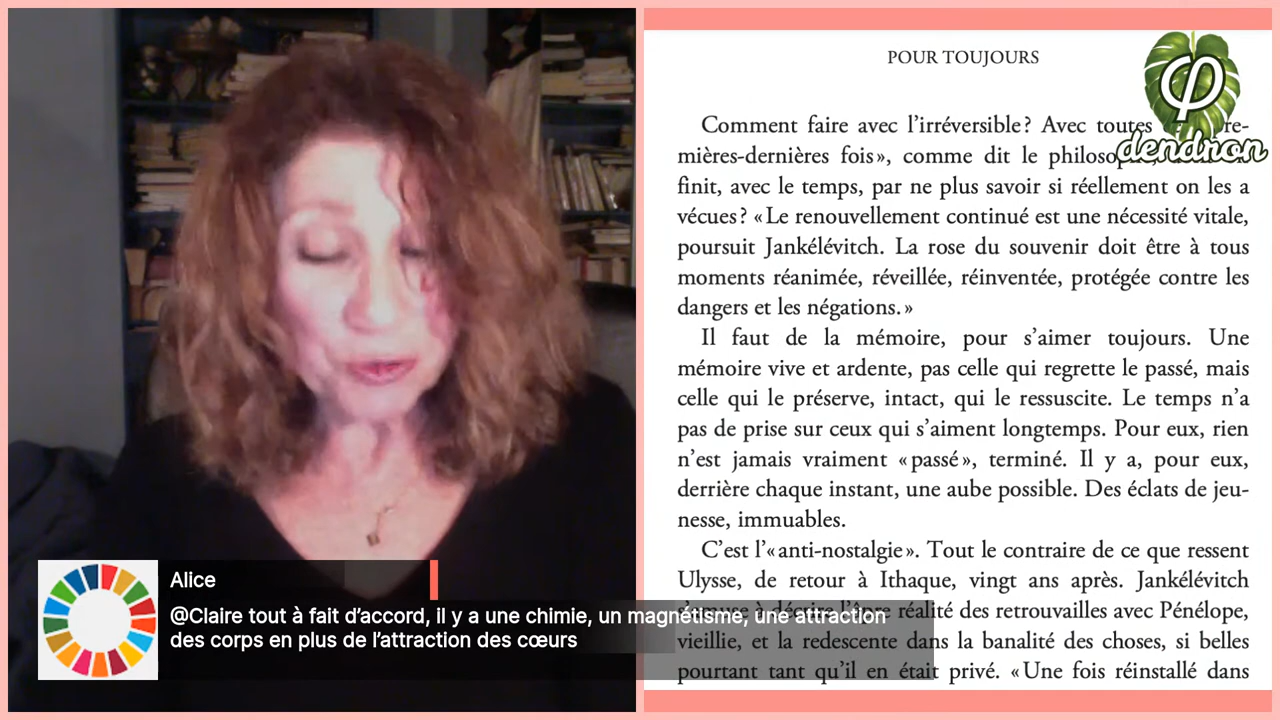 POUR TOUJOURS
φ
dendron
Comment faire avec l’irréversible ? Avec toutes re-
mières-dernières fois », comme dit le
finit, avec le temps, par ne plus savoir si réellement on les a
vécues ? « Le renouvellement continué est une nécessité vitale,
poursuit Jankélévitch. La rose du souvenir doit être à tous
moments réanimée, réveillée, réinventée, protégée contre les
dangers et les négations. »
Il faut de la mémoire, pour s’aimer toujours. Une
mémoire vive et ardente, pas celle qui regrette le passé, mais
celle qui le préserve, intact, qui le ressuscite. Le temps n’a
pas de prise sur ceux qui s’aiment longtemps. Pour eux, rien
n’est jamais vraiment « passé », terminé. Il y a, pour eux,
derrière chaque instant, une aube possible. Des éclats de jeu-
nesse, immuables.
C’est l’« anti-nostalgie ». Tout le contraire de ce que ressent
Ulysse, de retour à Ithaque, vingt ans après. Jankélévitch
réalité des retrouvailles avec Pénélope,
vieillie, et la redescente dans la banalité des choses, si belles
pourtant tant qu’il en était privé. « Une fois réinstallé dans
Alice
@Claire tout à fait d’accord, il y a une chimie, un magnétisme, une attraction
des corps en plus de l’attraction des cœurs